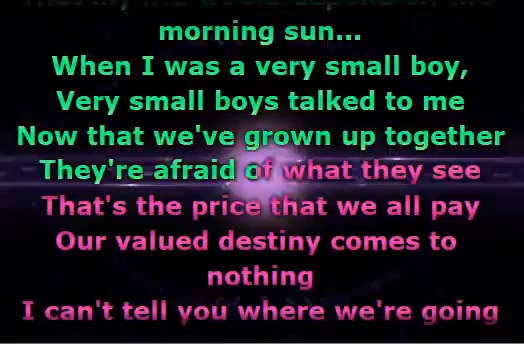 morning sun...
When I was a very small boy,
Very small boys talked to me
Now that we've grown up together
They're afraid of what they see
That's the price that we all pay
Our valued destiny comes to
nothing
I can't tell you where we're going